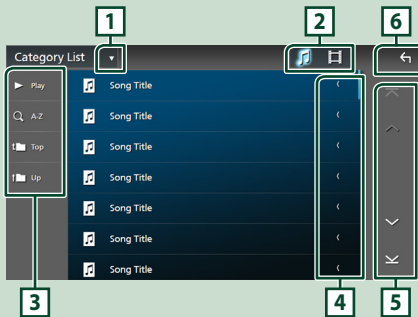 1
2
6
Category List
Play
Song Title
A-Z
Song Title
Top
Song Title
Up
Song Title
Song Title
Song Title
Song Title
3
4
5